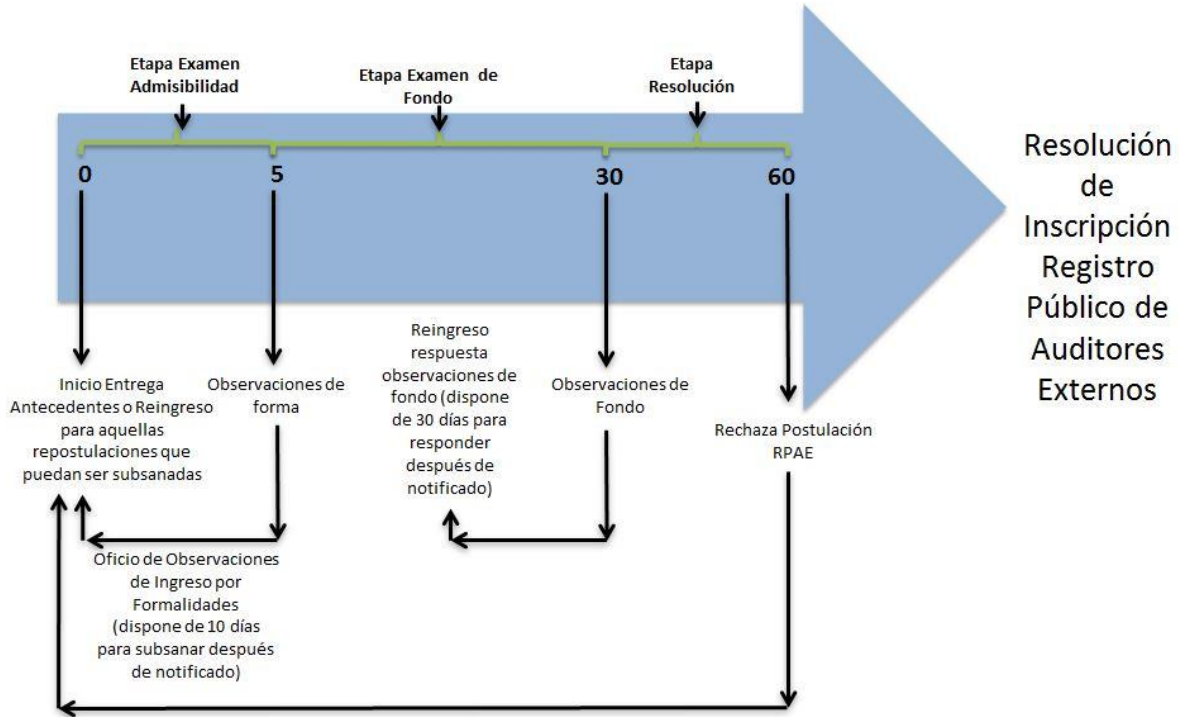 Etapa Examen
Admisibilidad
Etapa Examen de
Fondo
Etapa
Resolución
0
5
30
60
Resolución
de
Inscripción
Registro
Público de
Auditores
Externos
Inicio Entrega
Antecedentes o Reingreso
para aquellas
repostulaciones que
puedan ser subsanadas
Observaciones de
forma
Reingreso
respuesta
observaciones de
fondo (dispone
de 30 días para
responder
después de
notificado)
Observaciones de
Fondo
Rechaza Postulación
RPAE
Oficio de Observaciones
de Ingreso por
Formalidades
(dispone de 10 días
para subsanar después
de notificado)